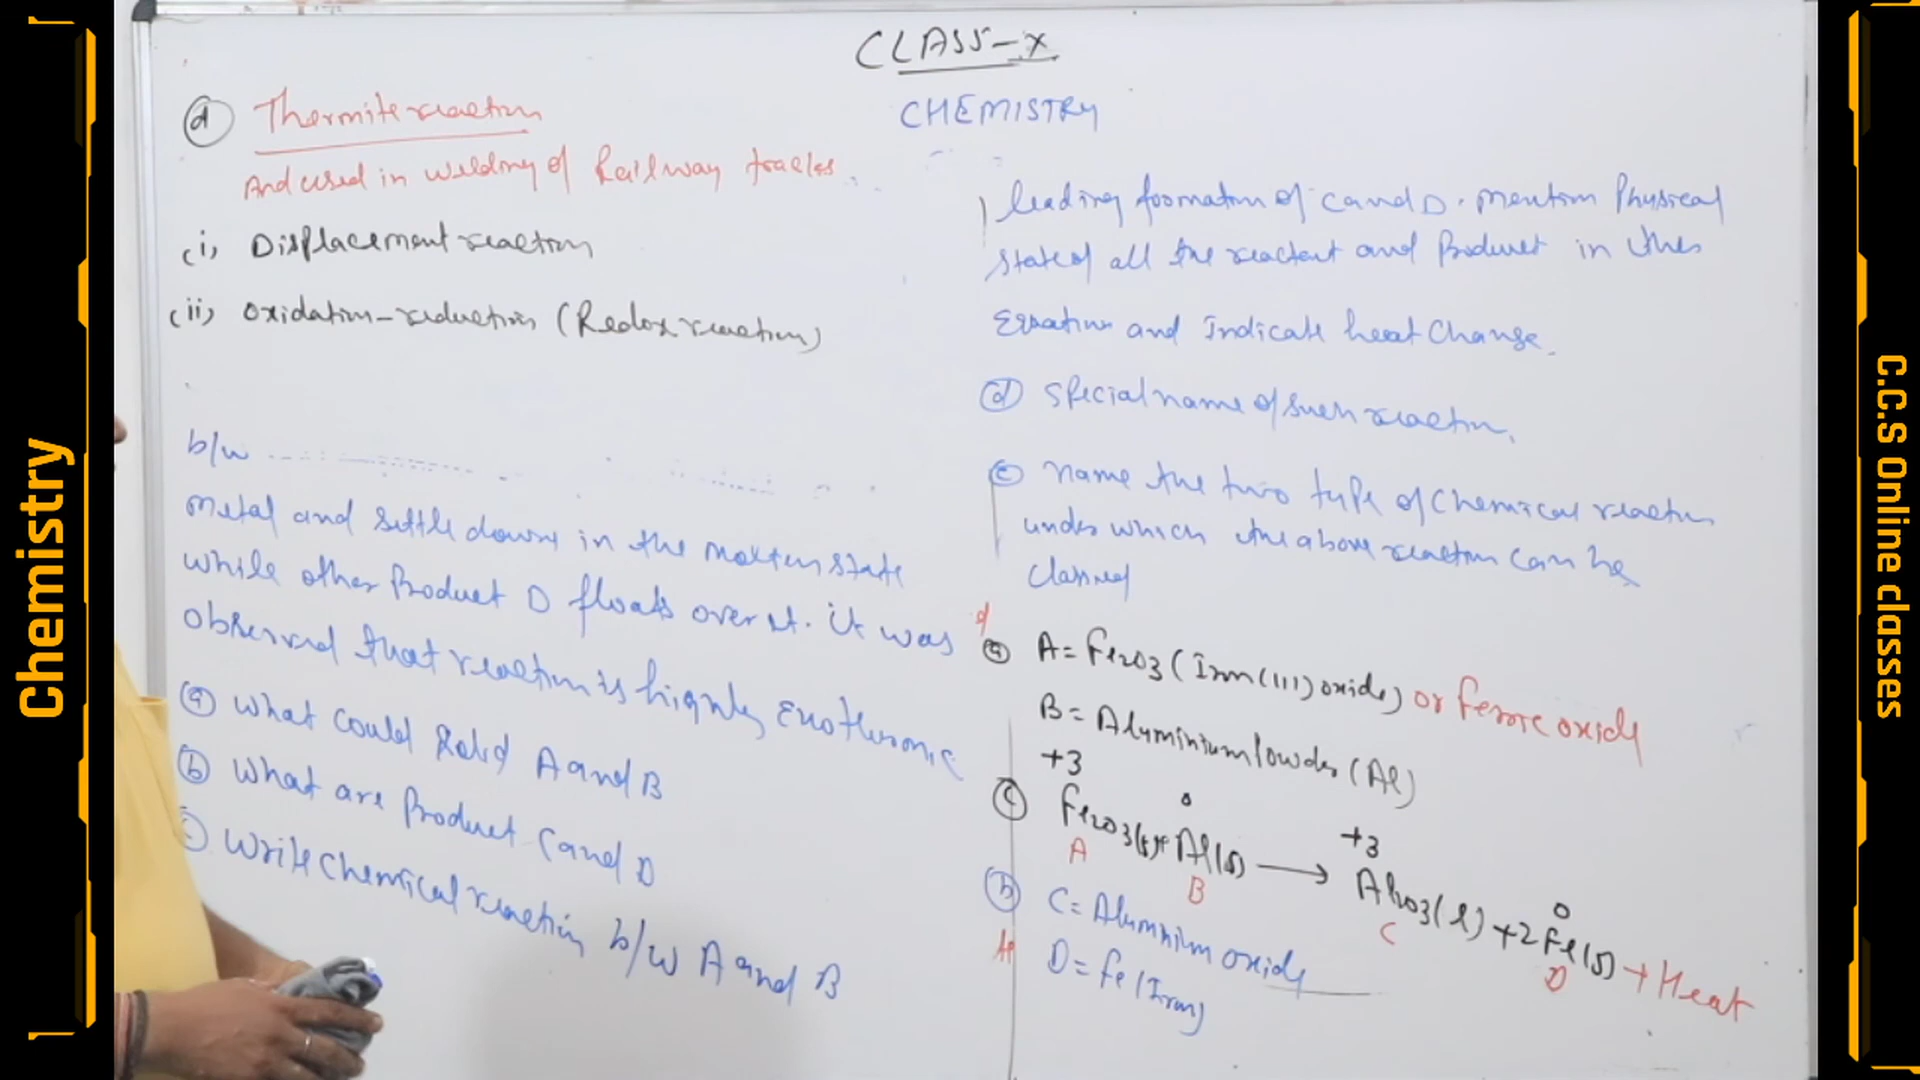 CLASS-X
CHEMISTRY
(d) Thermite reaction
And used in welding of Railway tracks.
(i) Displacement reaction
(ii) oxidation-reduction (Redox reaction)
b/w
metal and settle down in the molten state
while other Product D floats over it. it was
observed that reaction is highly Exothermic
(a) what could solid A and B
(b) what are Product C and D
write chemical reaction b/w A and B
leading formation of C and D. mention Physical
state of all the reactant and Product in this
Equation and Indicate heat change.
(d) special name of such reaction.
(e) name the two type of chemical reaction
under which the above reaction can be
classified
(a) A= Fe2O3 (Iron(III) oxide) or ferric oxide
B= Aluminium Powder (Al)
+3 0 +3 0
(c) Fe2O3(s)+ Al(s) → Al2O3(l) +2Fe(s) + Heat
A B C D
(b) C= Aluminium oxide
D= Fe (Iron)
Chemistry
C.C.S Online classes